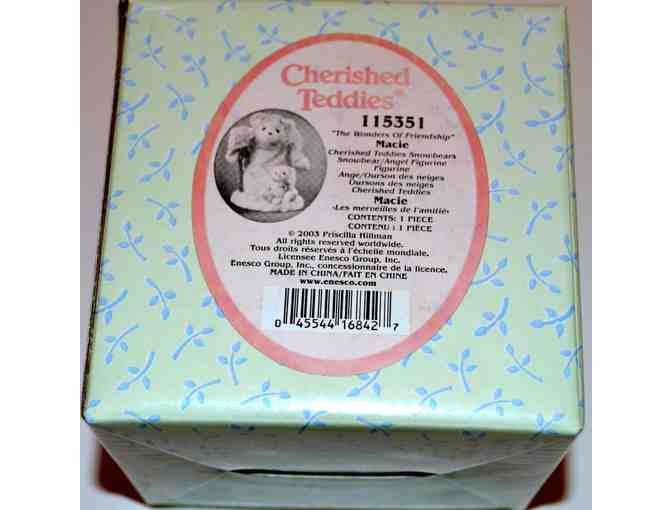 Cherished
Teddies®
115351
"The Wonders Of Friendship"
Macie
Cherished Teddies Snowbears
Snowbear/Angel Figurine
Figurine
Ange/Ourson des neiges
Oursons des neiges
Cherished Teddies
Macie
‹Les merveilles de l'amitié›
CONTENTS: 1 PIECE
CONTENU : 1 PIÈCE
© 2003 Priscilla Hillman
All rights reserved worldwide.
Tous droits réservés à l'échelle mondiale.
Licensee Enesco Group, Inc.
Enesco Group, Inc., concessionnaire de la licence.
MADE IN CHINA/FAIT EN CHINE
www.enesco.com
0 45544 16842 7